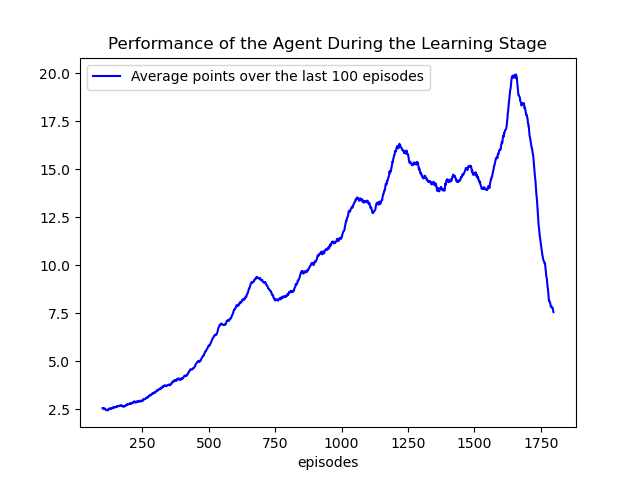 Performance of the Agent During the Learning Stage
Average points over the last 100 episodes
20.0
17.5
15.0
12.5
10.0
7.5
5.0
2.5
250 500 750 1000 1250 1500 1750
episodes